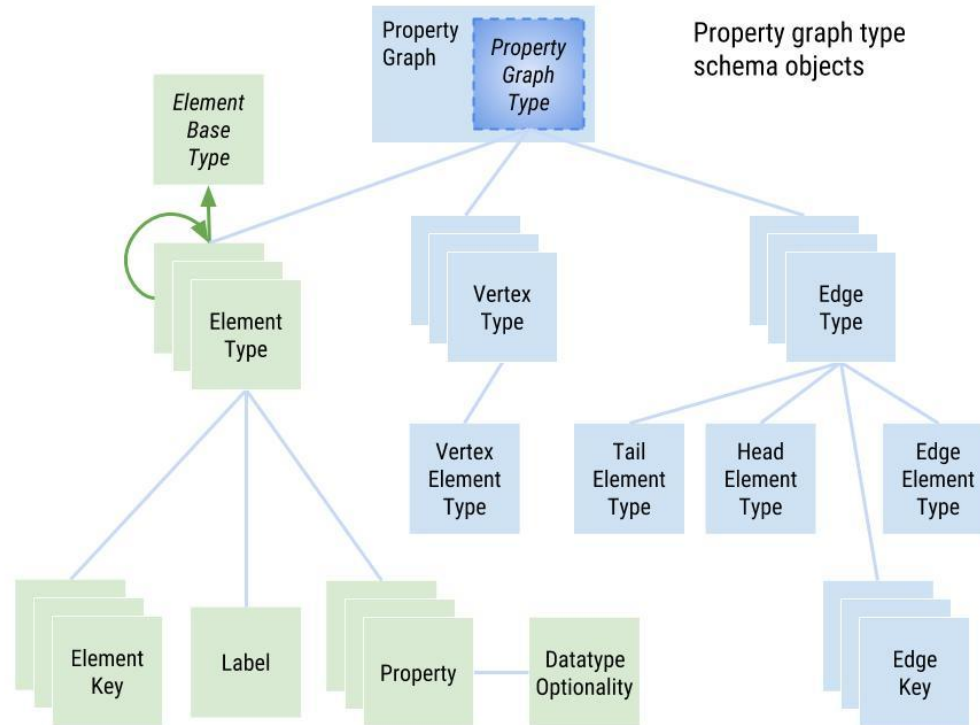 Property
Graph
Property
Graph
Type
Property graph type
schema objects
Element
Base
Type
Element
Type
Vertex
Type
Edge
Type
Vertex
Element
Type
Tail
Element
Type
Head
Element
Type
Edge
Element
Type
Element
Key
Label
Property
Datatype
Optionality
Edge
Key